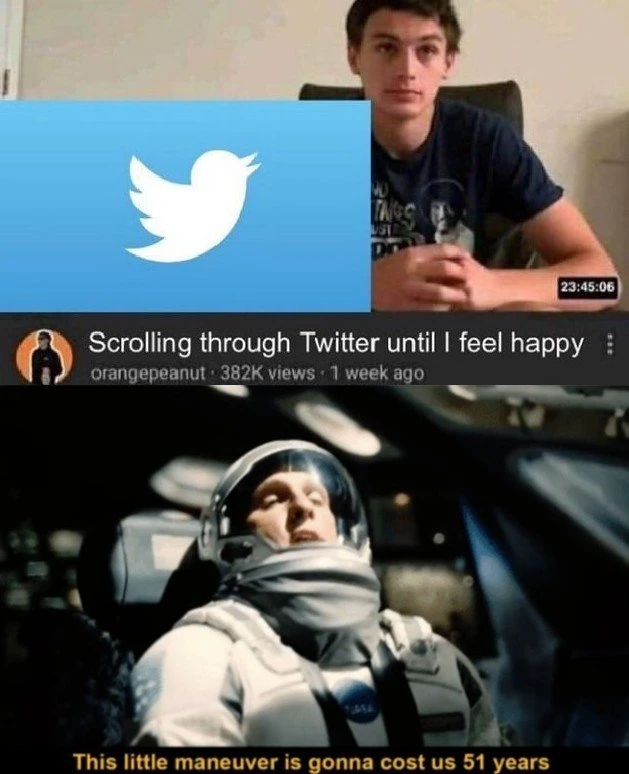 23:45:06
Scrolling through Twitter until I feel happy
orangepeanut · 382K views · 1 week ago
This little maneuver is gonna cost us 51 years